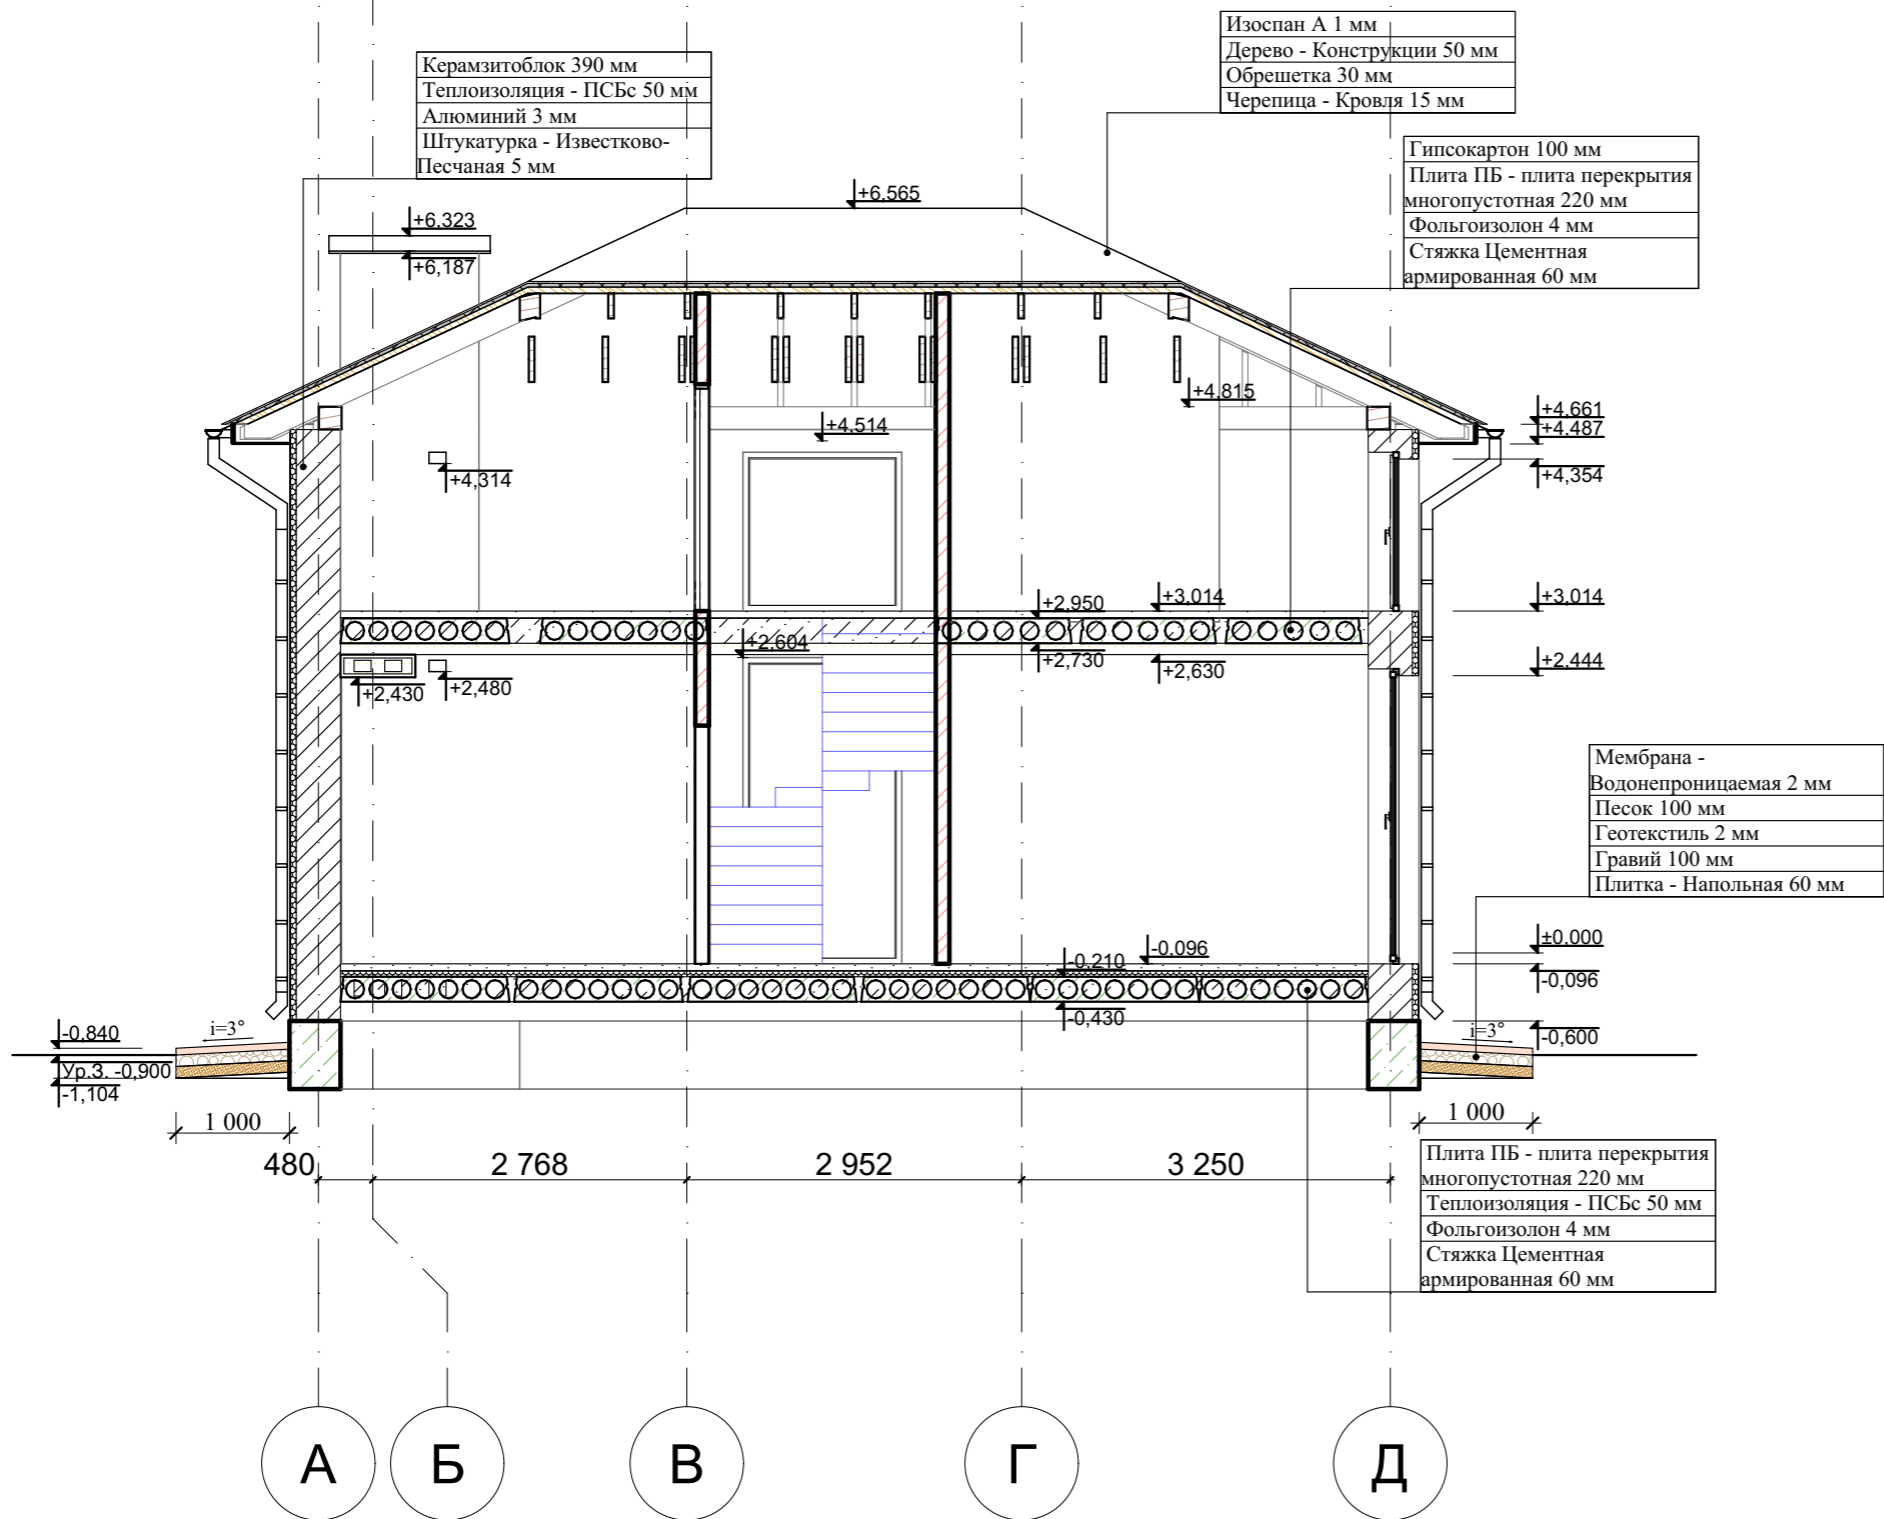 Изоспан А 1 мм
Дерево - Конструкции 50 мм
Обрешетка 30 мм
Черепица - Кровля 15 мм
Керамзитоблок 390 мм
Теплоизоляция - ПСБс 50 мм
Алюминий 3 мм
Штукатурка - Известково-
Песчаная 5 мм
Гипсокартон 100 мм
Плита ПБ - плита перекрытия
многопустотная 220 мм
Фольгоизолон 4 мм
Стяжка Цементная
армированная 60 мм
+6,565
+6,323
+6,187
+4,815
+4,514
+4,661
+4,487
+4,354
+4,314
+2,950
+3,014
+3,014
+2,604
+2,730
+2,630
+2,444
+2,430
+2,480
Мембрана -
Водонепроницаемая 2 мм
Песок 100 мм
Геотекстиль 2 мм
Гравий 100 мм
Плитка - Напольная 60 мм
±0,000
-0,096
-0,210
-0,096
-0,430
-0,600
-0,840
i=3°
i=3°
Ур.З. -0,900
-1,104
1 000
1 000
480
2 768
2 952
3 250
Плита ПБ - плита перекрытия
многопустотная 220 мм
Теплоизоляция - ПСБс 50 мм
Фольгоизолон 4 мм
Стяжка Цементная
армированная 60 мм
А
Б
В
Г
Д